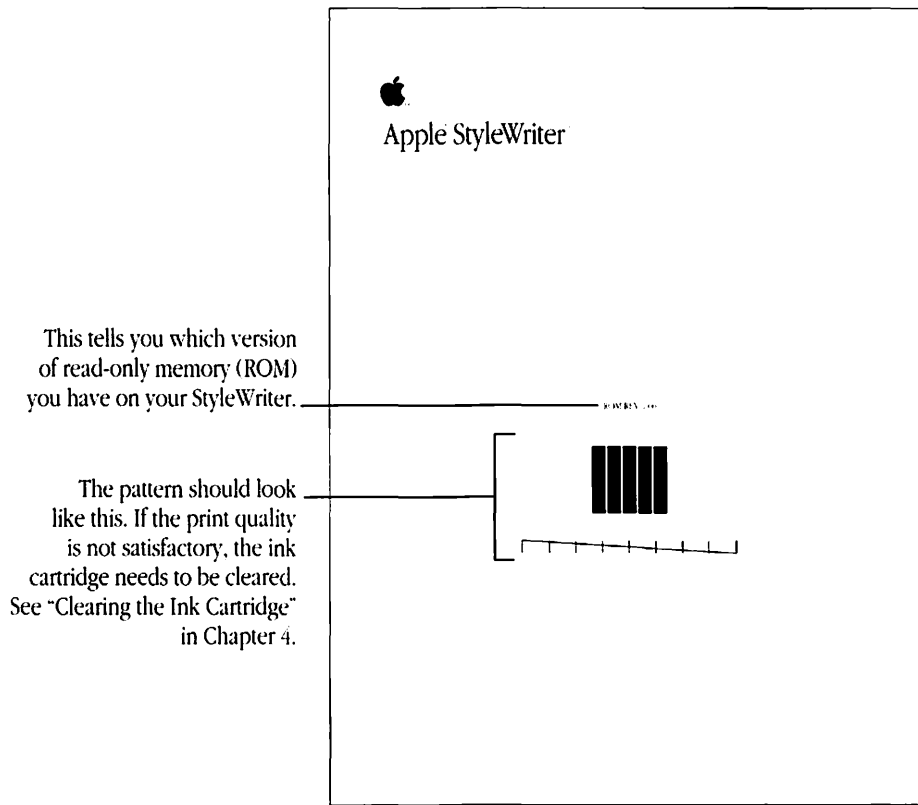 Apple StyleWriter
This tells you which version
of read-only memory (ROM)
you have on your StyleWriter.
ROM REV
The pattern should look
like this. If the print quality
is not satisfactory, the ink
cartridge needs to be cleared.
See "Clearing the Ink Cartridge"
in Chapter 4.